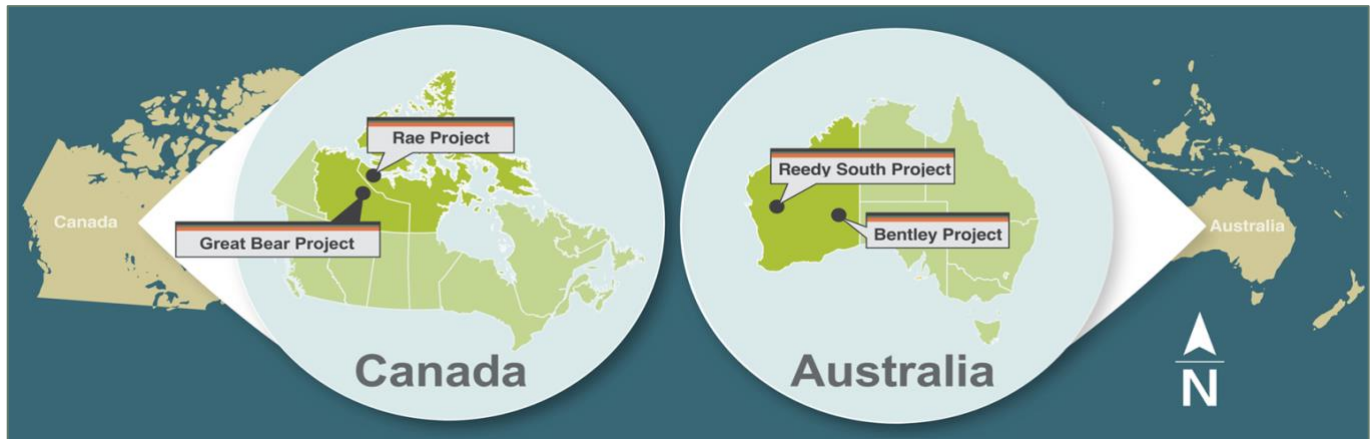 Canada
Rae Project
Great Bear Project
Canada
Reedy South Project
Bentley Project
Australia
Australia
N